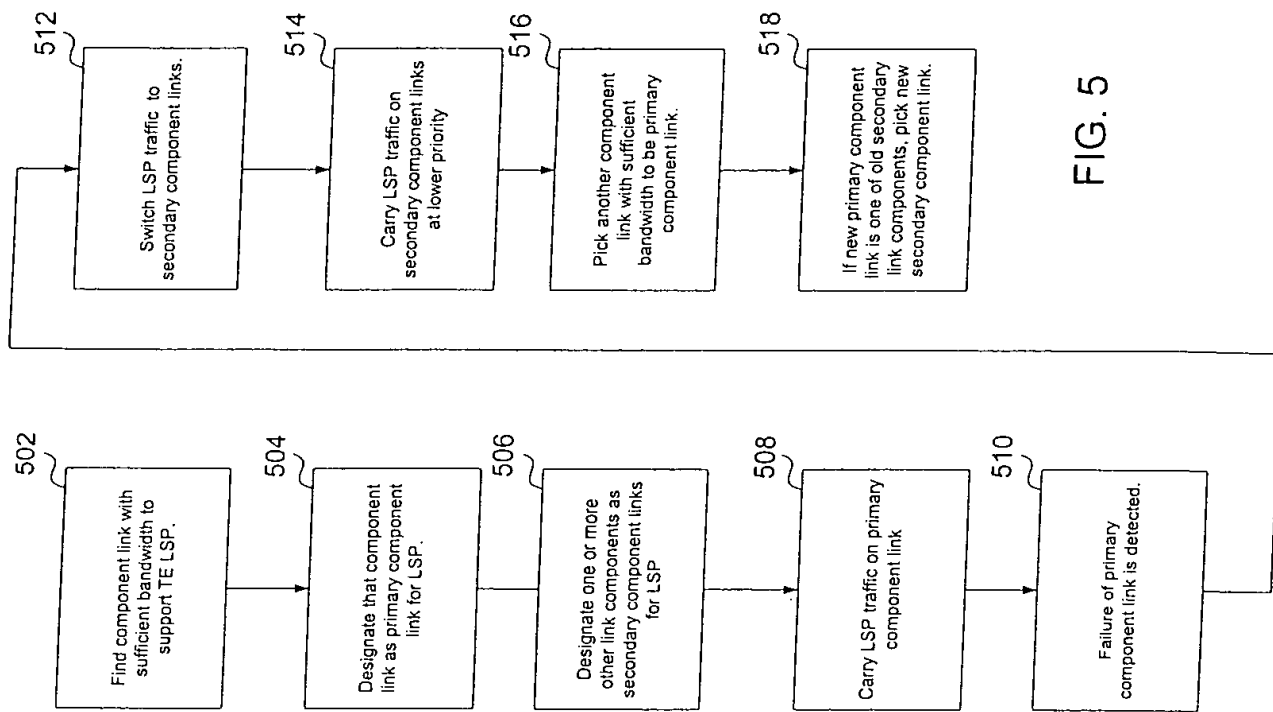 502
Find component link with
sufficient bandwidth to
support TE LSP.
504
Designate that component
link as primary component
link for LSP.
506
Designate one or more
other link components as
secondary component links
for LSP
508
Carry LSP traffic on primary
component link
510
Failure of primary
component link is detected.
512
Switch LSP traffic to
secondary component links.
514
Carry LSP traffic on
secondary component links
at lower priority
516
Pick another component
link with sufficient
bandwidth to be primary
component link.
518
If new primary component
link is one of old secondary
link components, pick new
secondary component link.
FIG. 5